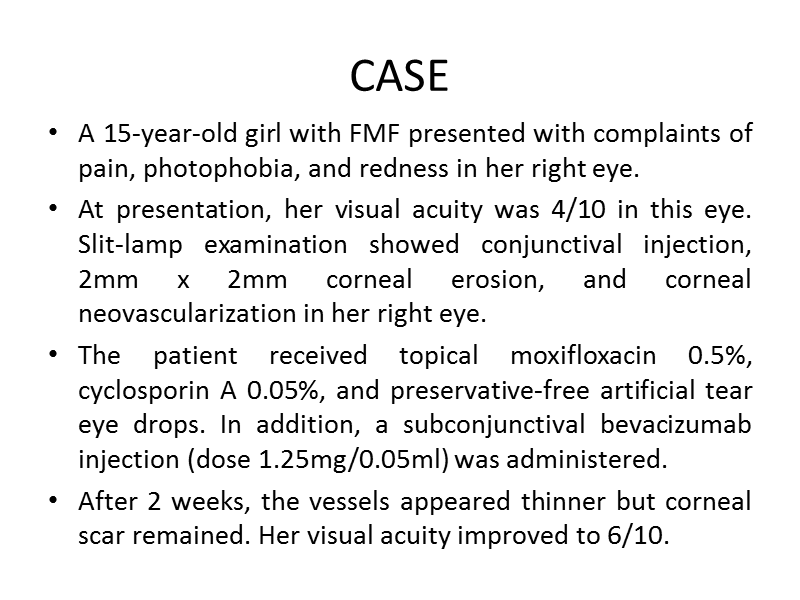 CASE
• A 15-year-old girl with FMF presented with complaints of
pain, photophobia, and redness in her right eye.
• At presentation, her visual acuity was 4/10 in this eye.
Slit-lamp examination showed conjunctival injection,
2mm x 2mm corneal erosion, and corneal
neovascularization in her right eye.
• The patient received topical moxifloxacin 0.5%,
cyclosporin A 0.05%, and preservative-free artificial tear
eye drops. In addition, a subconjunctival bevacizumab
injection (dose 1.25mg/0.05ml) was administered.
• After 2 weeks, the vessels appeared thinner but corneal
scar remained. Her visual acuity improved to 6/10.